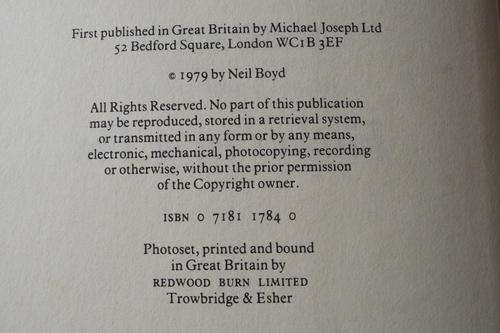 First published in Great Britain by Michael Joseph Ltd
52 Bedford Square, London WC1B 3EF
© 1979 by Neil Boyd
All Rights Reserved. No part of this publication
may be reproduced, stored in a retrieval system,
or transmitted in any form or by any means,
electronic, mechanical, photocopying, recording
or otherwise, without the prior permission
of the Copyright owner.
ISBN 0 7181 1784 0
Photoset, printed and bound
in Great Britain by
REDWOOD BURN LIMITED
Trowbridge & Esher